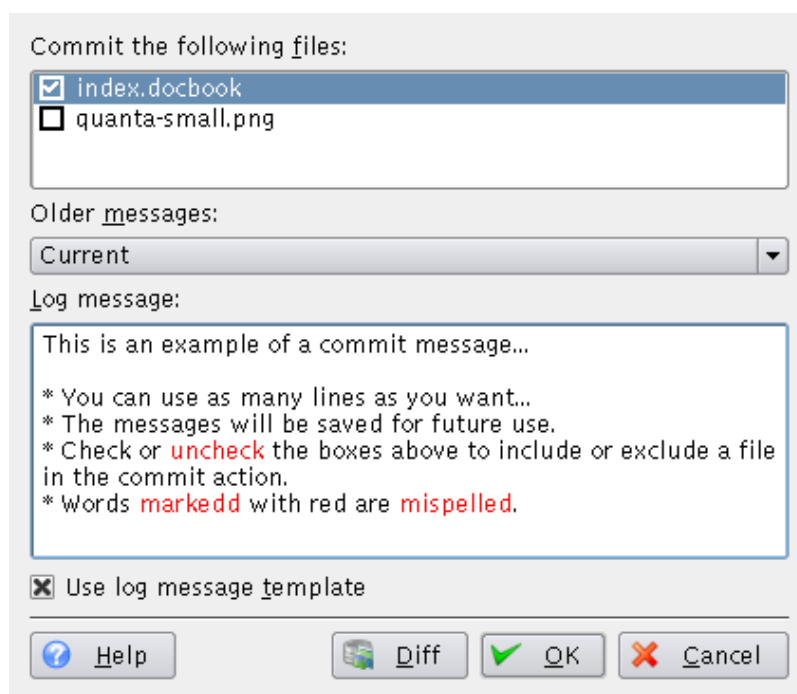 Commit the following files:
index.docbook
quanta-small.png
Older messages:
Current
Log message:
This is an example of a commit message...
* You can use as many lines as you want...
* The messages will be saved for future use.
* Check or uncheck the boxes above to include or exclude a file
in the commit action.
* Words markedd with red are mispelled.
Use log message template
Help Diff OK Cancel